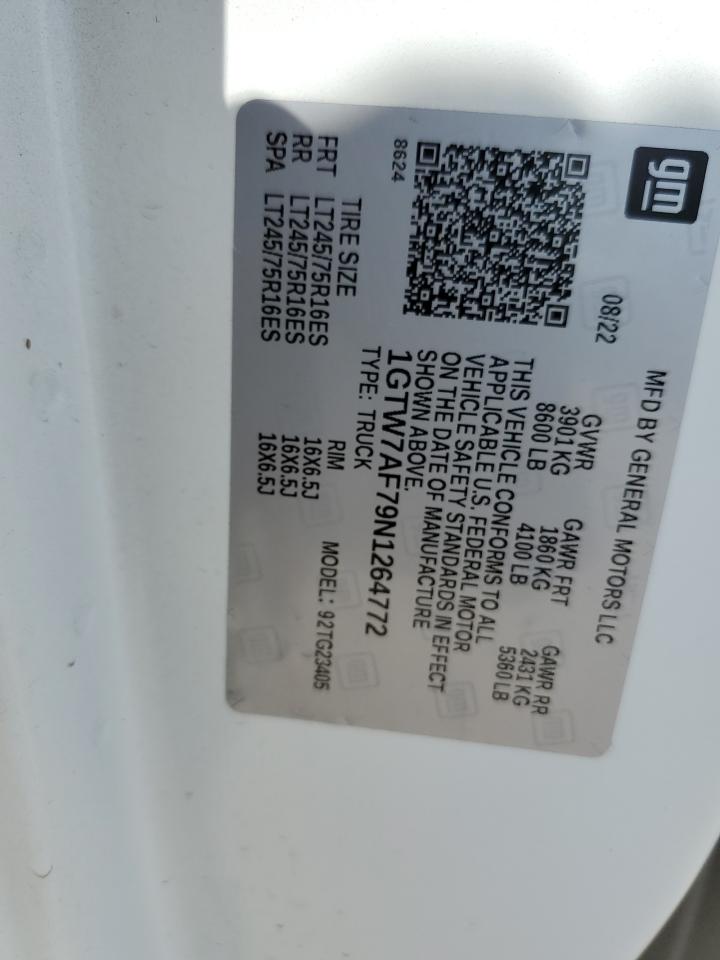 gm
MFD BY GENERAL MOTORS LLC
08/22
GVWR GAWR FRT GAWR RR
3901 KG 1860 KG 2431 KG
8600 LB 4100 LB 5360 LB
THIS VEHICLE CONFORMS TO ALL
APPLICABLE U.S. FEDERAL MOTOR
VEHICLE SAFETY STANDARDS IN EFFECT
ON THE DATE OF MANUFACTURE
SHOWN ABOVE.
8624
1GTW7AF79N1264772
TYPE: TRUCK
MODEL: 92TG23405
TIRE SIZE RIM
FRT LT245/75R16ES 16X6.5J
RR LT245/75R16ES 16X6.5J
SPA LT245/75R16ES 16X6.5J